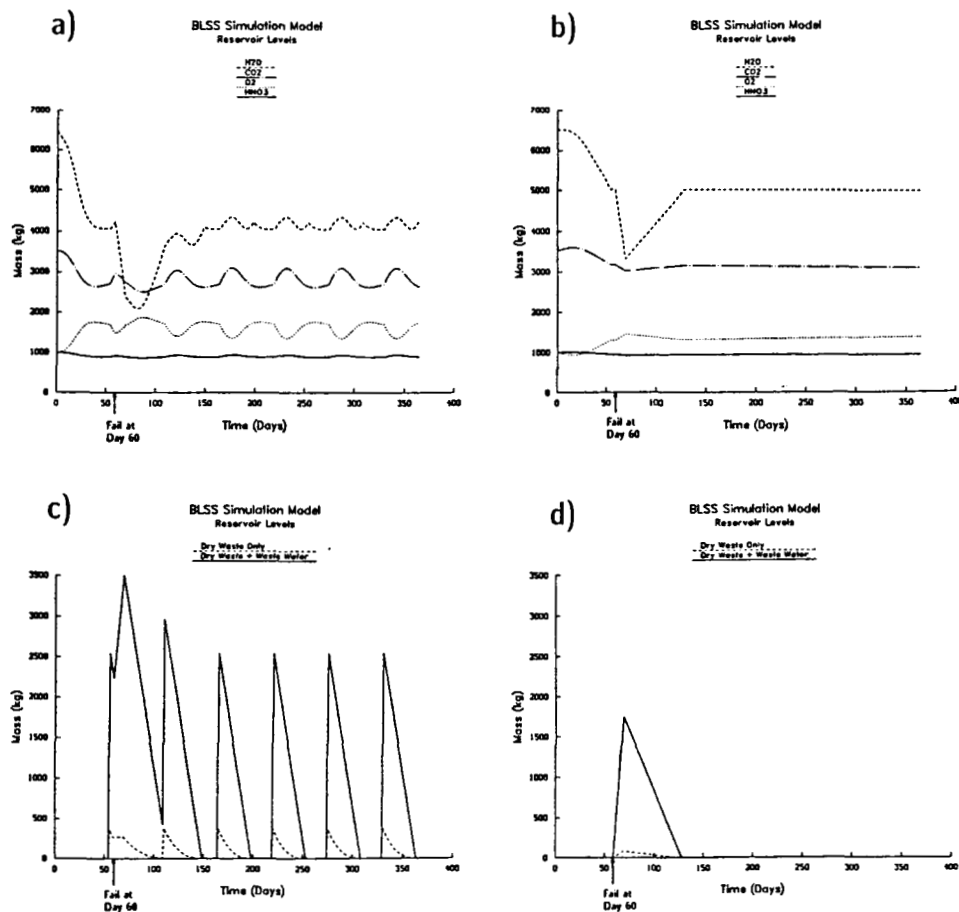 a)
BLSS Simulation Model
Reservoir Levels
H2O
CO2
O2
HNO3
7000
6000
5000
4000
3000
2000
1000
0
Mass (kg)
0 50 100 150 200 250 300 350 400
Time (Days)
Fail at
Day 60
b)
BLSS Simulation Model
Reservoir Levels
H2O
CO2
O2
HNO3
7000
6000
5000
4000
3000
2000
1000
0
Mass (kg)
0 50 100 150 200 250 300 350 400
Time (Days)
Fail at
Day 60
c)
BLSS Simulation Model
Reservoir Levels
Dry Waste Only
Dry Waste + Waste Water
3500
3000
2500
2000
1500
1000
500
0
Mass (kg)
0 50 100 150 200 250 300 350 400
Time (Days)
Fail at
Day 60
d)
BLSS Simulation Model
Reservoir Levels
Dry Waste Only
Dry Waste + Waste Water
3500
3000
2500
2000
1500
1000
500
0
Mass (kg)
0 50 100 150 200 250 300 350 400
Time (Days)
Fail at
Day 60